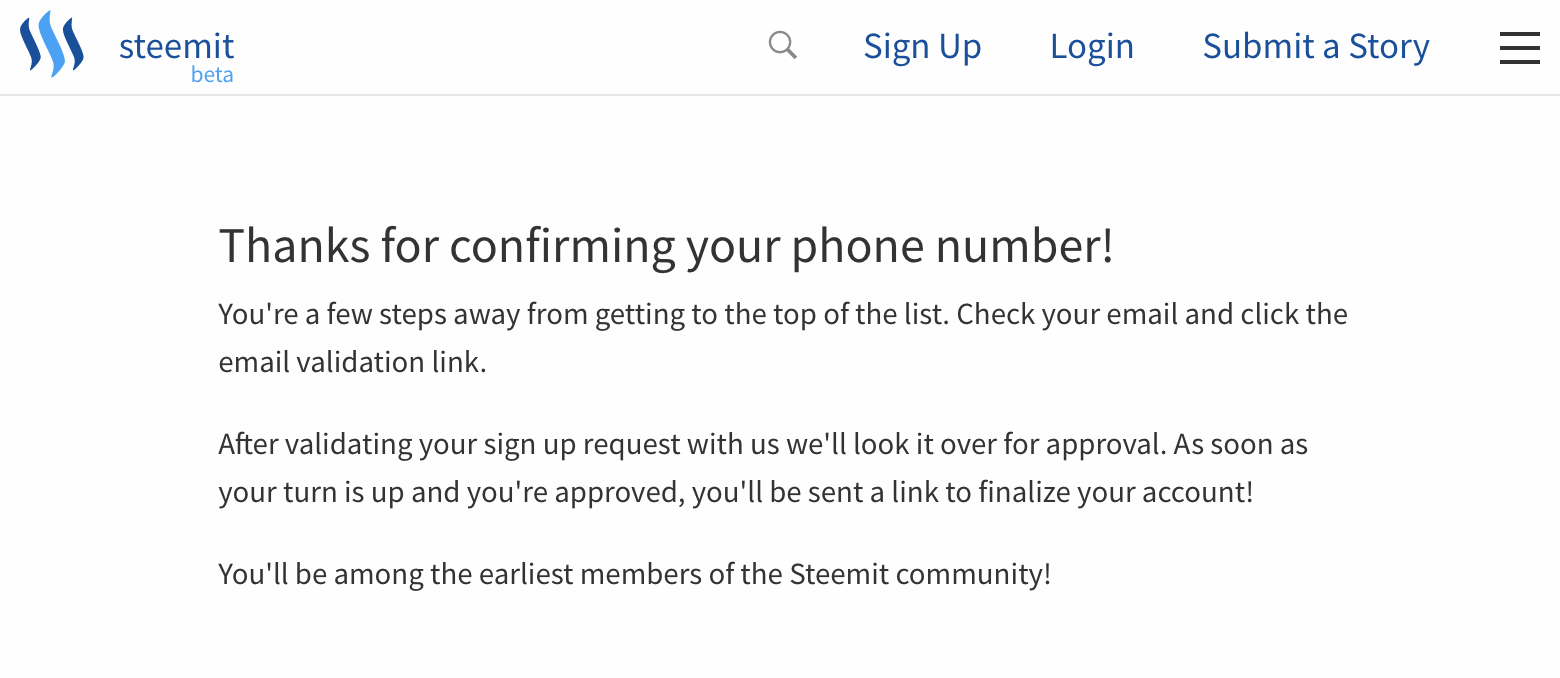 steemit
beta
Sign Up
Login
Submit a Story
Thanks for confirming your phone number!
You're a few steps away from getting to the top of the list. Check your email and click the
email validation link.
After validating your sign up request with us we'll look it over for approval. As soon as
your turn is up and you're approved, you'll be sent a link to finalize your account!
You'll be among the earliest members of the Steemit community!